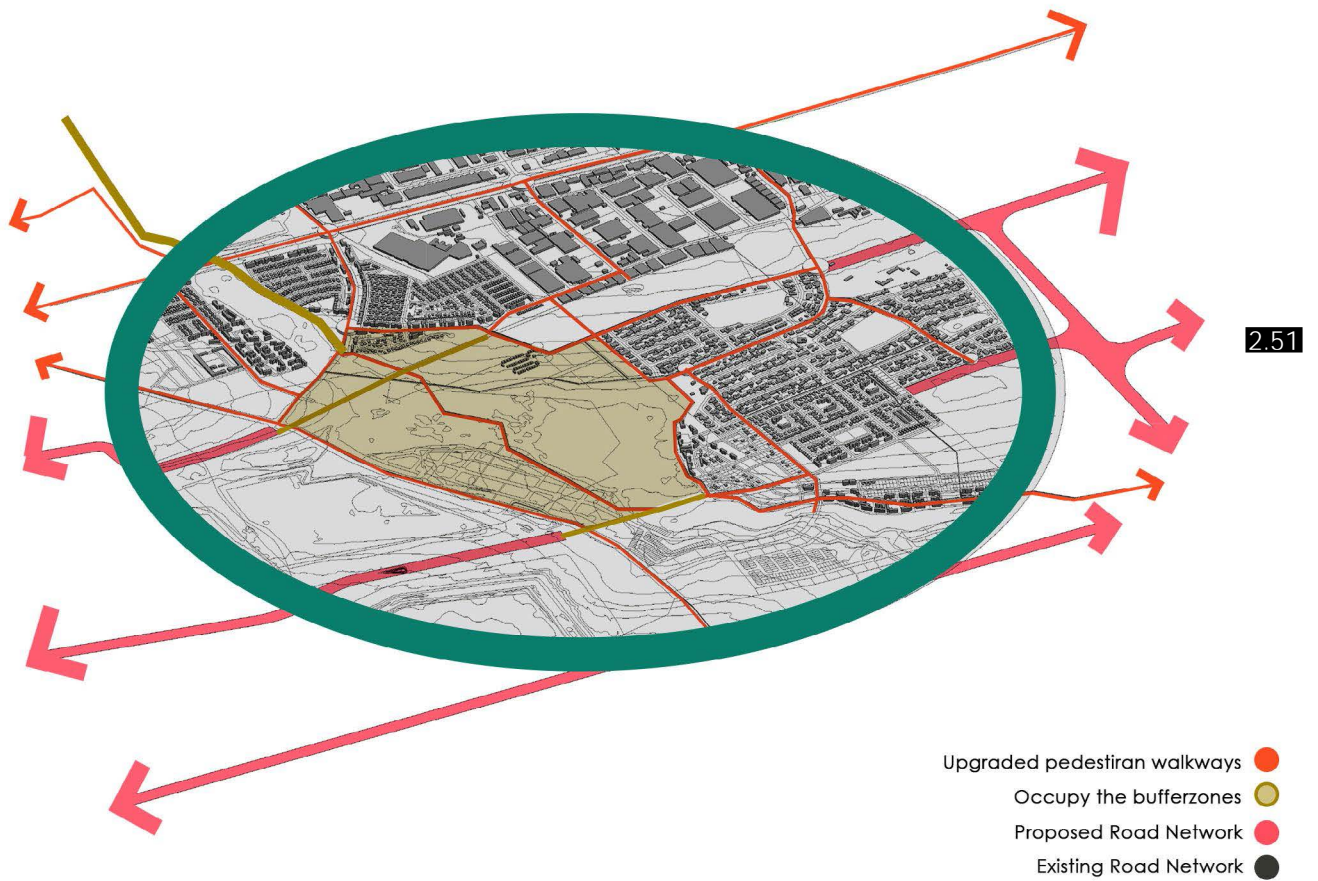 2.51
Upgraded pedestiran walkways
Occupy the bufferzones
Proposed Road Network
Existing Road Network